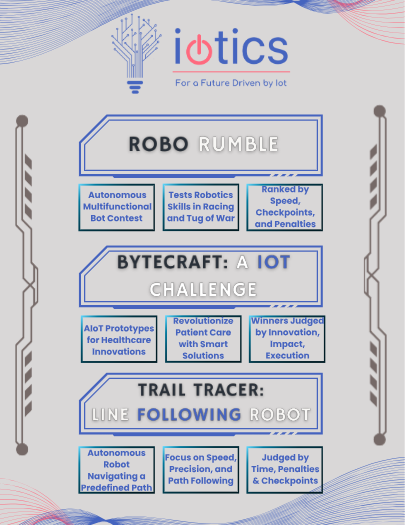 iotics
For a Future Driven by Iot
ROBO RUMBLE
Autonomous
Multifunctional
Bot Contest
Tests Robotics
Skills in Racing
and Tug of War
Ranked by
Speed,
Checkpoints,
and Penalties
BYTECRAFT: A IOT
CHALLENGE
AIoT Prototypes
for Healthcare
Innovations
Revolutionize
Patient Care
with Smart
Solutions
Winners Judged
by Innovation,
Impact,
Execution
TRAIL TRACER:
LINE FOLLOWING ROBOT
Autonomous
Robot
Navigating a
Predefined Path
Focus on Speed,
Precision, and
Path Following
Judged by
Time, Penalties
& Checkpoints